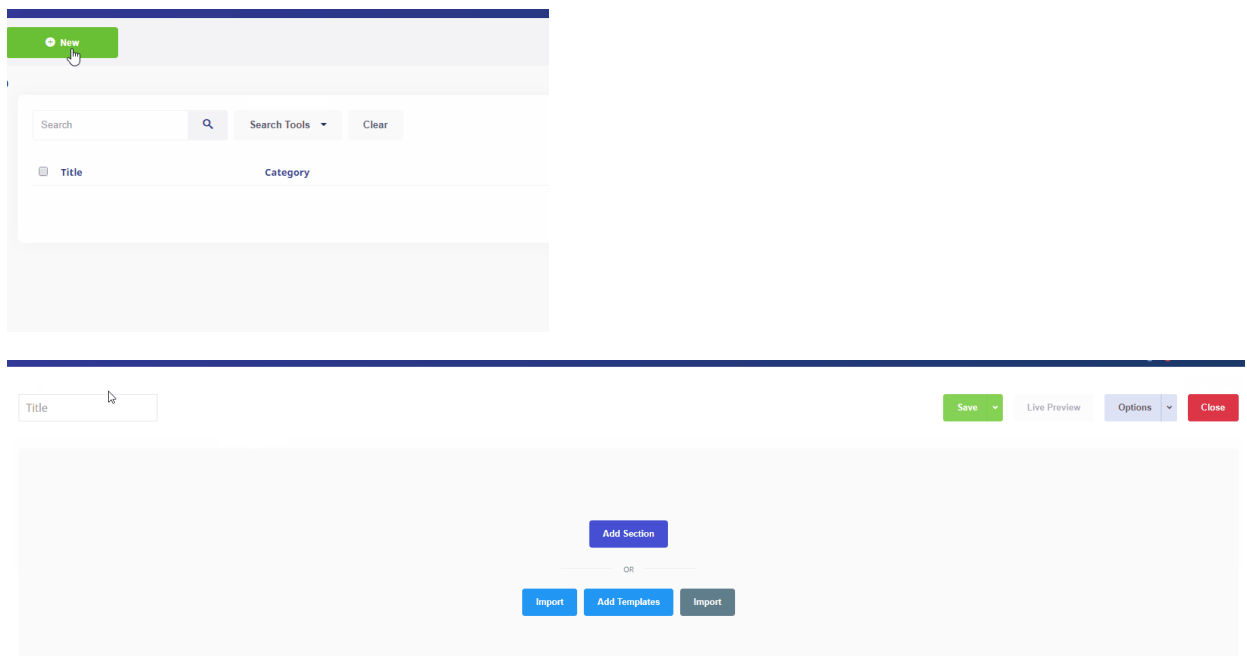 New
Search
Search Tools
Clear
Title
Category
Title
Save
Live Preview
Options
Close
Add Section
OR
Import
Add Templates
Import